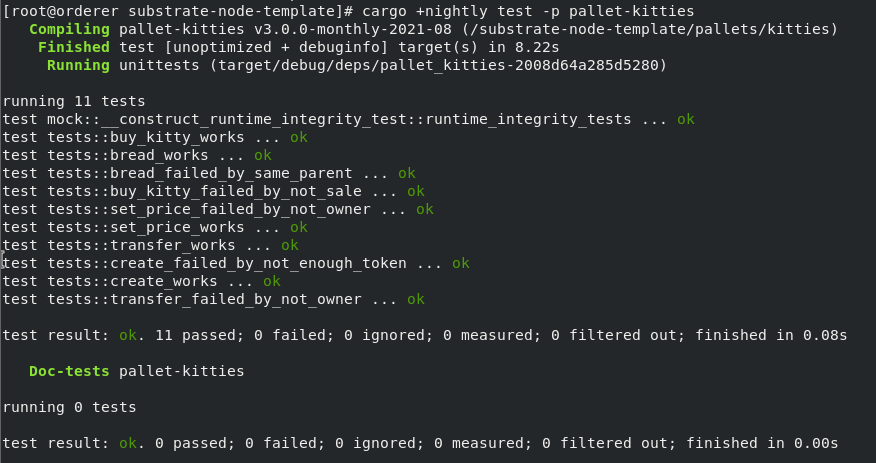 [root@orderer substrate-node-template]# cargo +nightly test -p pallet-kitties
Compiling pallet-kitties v3.0.0-monthly-2021-08 (/substrate-node-template/pallets/kitties)
Finished test [unoptimized + debuginfo] target(s) in 8.22s
Running unittests (target/debug/deps/pallet_kitties-2008d64a285d5280)
running 11 tests
test mock::__construct_runtime_integrity_test::runtime_integrity_tests ... ok
test tests::buy_kitty_works ... ok
test tests::bread_works ... ok
test tests::bread_failed_by_same_parent ... ok
test tests::buy_kitty_failed_by_not_sale ... ok
test tests::set_price_failed_by_not_owner ... ok
test tests::set_price_works ... ok
test tests::transfer_works ... ok
test tests::create_failed_by_not_enough_token ... ok
test tests::create_works ... ok
test tests::transfer_failed_by_not_owner ... ok
test result: ok. 11 passed; 0 failed; 0 ignored; 0 measured; 0 filtered out; finished in 0.08s
Doc-tests pallet-kitties
running 0 tests
test result: ok. 0 passed; 0 failed; 0 ignored; 0 measured; 0 filtered out; finished in 0.00s